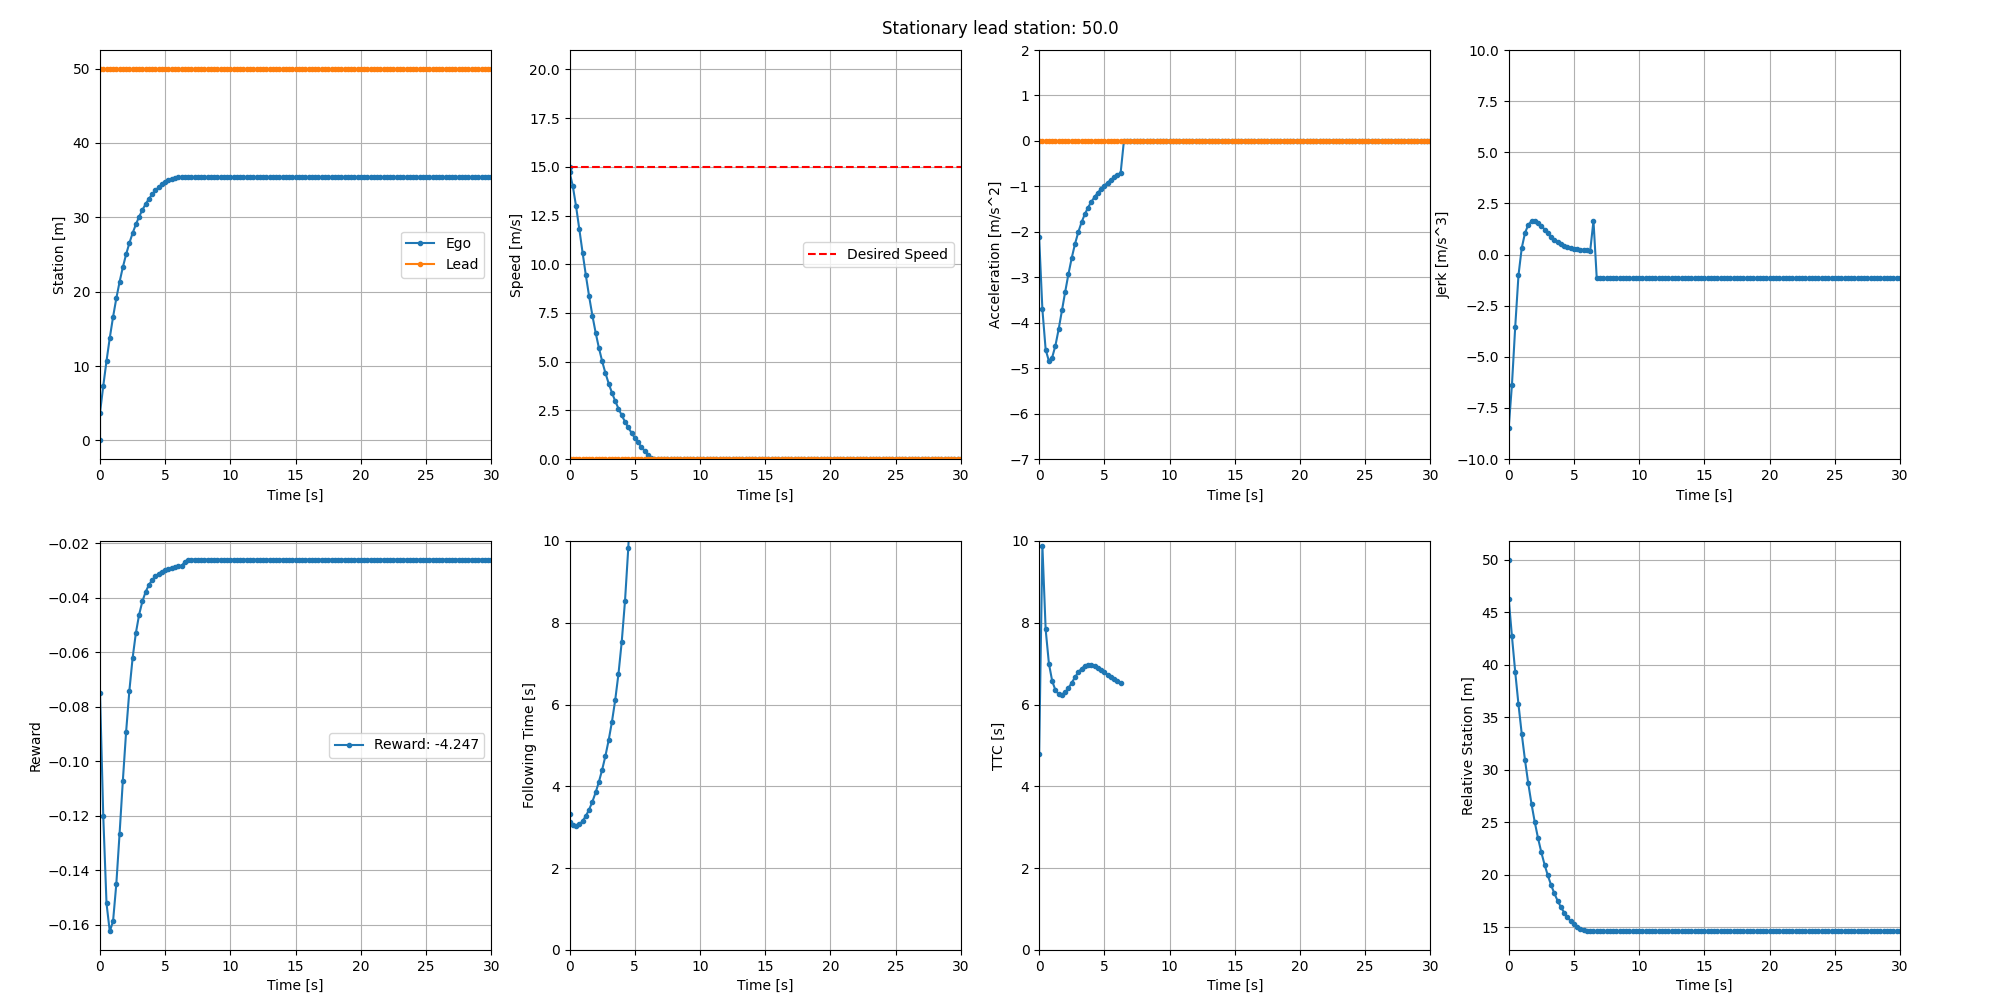 Stationary lead station: 50.0
Station [m]
50
40
30
20
10
0
Ego
Lead
0 5 10 15 20 25 30
Time [s]
Speed [m/s]
20.0
17.5
15.0
12.5
10.0
7.5
5.0
2.5
0.0
Desired Speed
0 5 10 15 20 25 30
Time [s]
Acceleration [m/s^2]
2
1
0
−1
−2
−3
−4
−5
−6
−7
0 5 10 15 20 25 30
Time [s]
Jerk [m/s^3]
10.0
7.5
5.0
2.5
0.0
−2.5
−5.0
−7.5
−10.0
0 5 10 15 20 25 30
Time [s]
Reward
−0.02
−0.04
−0.06
−0.08
−0.10
−0.12
−0.14
−0.16
Reward: -4.247
0 5 10 15 20 25 30
Time [s]
Following Time [s]
10
8
6
4
2
0
0 5 10 15 20 25 30
Time [s]
TTC [s]
10
8
6
4
2
0
0 5 10 15 20 25 30
Time [s]
Relative Station [m]
50
45
40
35
30
25
20
15
0 5 10 15 20 25 30
Time [s]